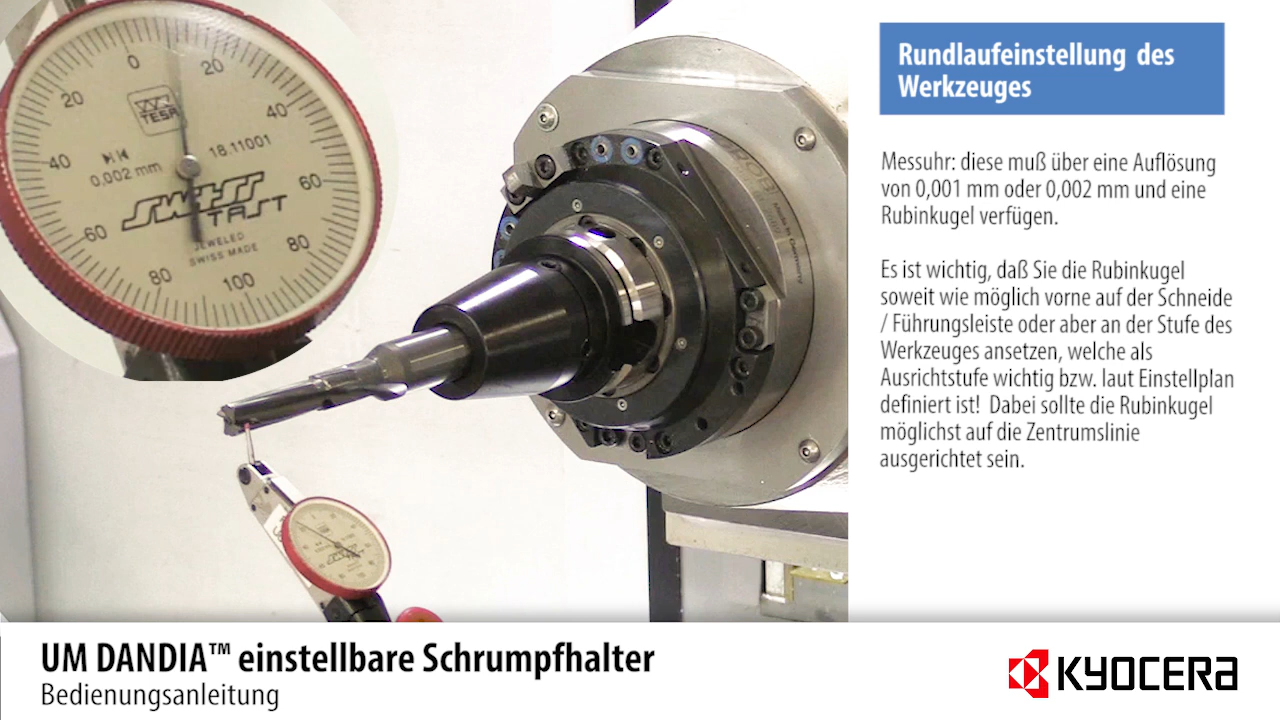 0
20
20
40
40
60
60
80
80
100
TESA
18.11001
0,002 mm
SWISS
TAST
JEWELED
SWISS MADE
Made in Germany
Rundlaufeinstellung des
Werkzeuges
Messuhr: diese muß über eine Auflösung
von 0,001 mm oder 0,002 mm und eine
Rubinkugel verfügen.
Es ist wichtig, daß Sie die Rubinkugel
soweit wie möglich vorne auf der Schneide
/ Führungsleiste oder aber an der Stufe des
Werkzeuges ansetzen, welche als
Ausrichtstufe wichtig bzw. laut Einstellplan
definiert ist! Dabei sollte die Rubinkugel
möglichst auf die Zentrumslinie
ausgerichtet sein.
UM DANDIA™ einstellbare Schrumpfhalter
Bedienungsanleitung
KYOCERA